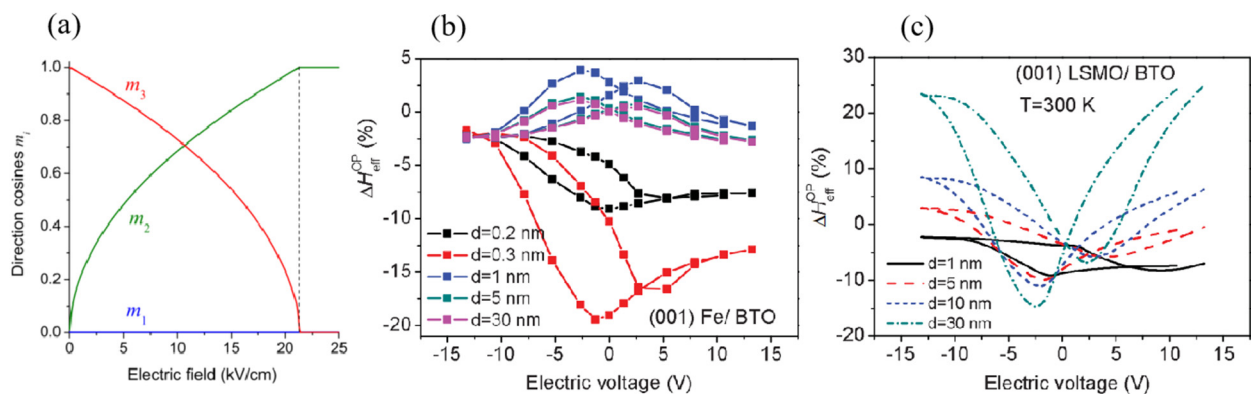 (a)
1.0
0.8
0.6
0.4
0.2
0.0
Direction cosines mi
m3
m2
m1
0
5
10
15
20
25
Electric field (kV/cm)
(b)
5
0
-5
-10
-15
-20
ΔH_eff^OP (%)
d=0.2 nm
d=0.3 nm
d=1 nm
d=5 nm
d=30 nm
(001) Fe/ BTO
-15 -10 -5 0 5 10 15
Electric voltage (V)
(c)
30
20
10
0
-10
-20
ΔH_eff^OP (%)
(001) LSMO/ BTO
T=300 K
d=1 nm
d=5 nm
d=10 nm
d=30 nm
-15 -10 -5 0 5 10 15
Electric voltage (V)